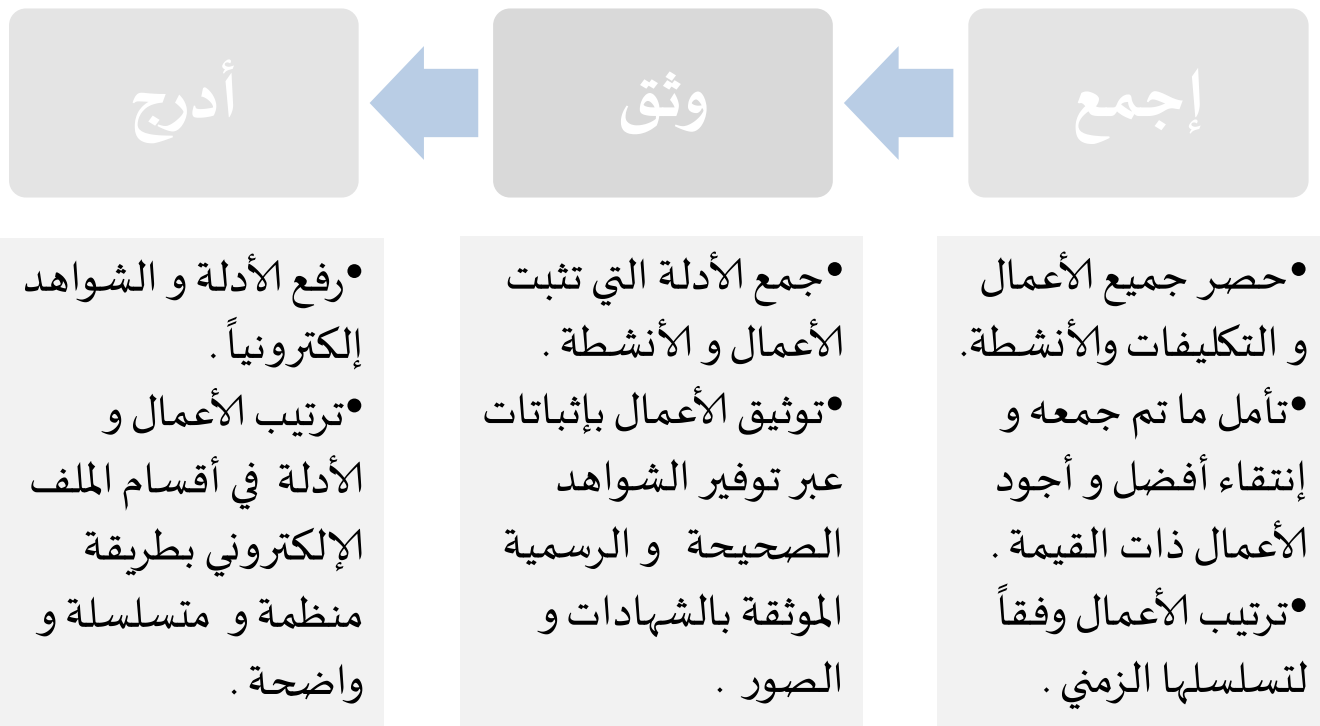 إجمع
وثق
أدرج
•حصر جميع الأعمال
و التكليفات والأنشطة.
•تأمل ما تم جمعه و
إنتقاء أفضل و أجود
الأعمال ذات القيمة .
•ترتيب الأعمال وفقاً
لتسلسلها الزمني .
•جمع الأدلة التي تثبت
الأعمال و الأنشطة .
•توثيق الأعمال بإثباتات
عبر توفير الشواهد
الصحيحة و الرسمية
الموثقة بالشهادات و
الصور .
•رفع الأدلة و الشواهد
إلكترونياً .
•ترتيب الأعمال و
الأدلة في أقسام الملف
الإلكتروني بطريقة
منظمة و متسلسلة و
واضحة .